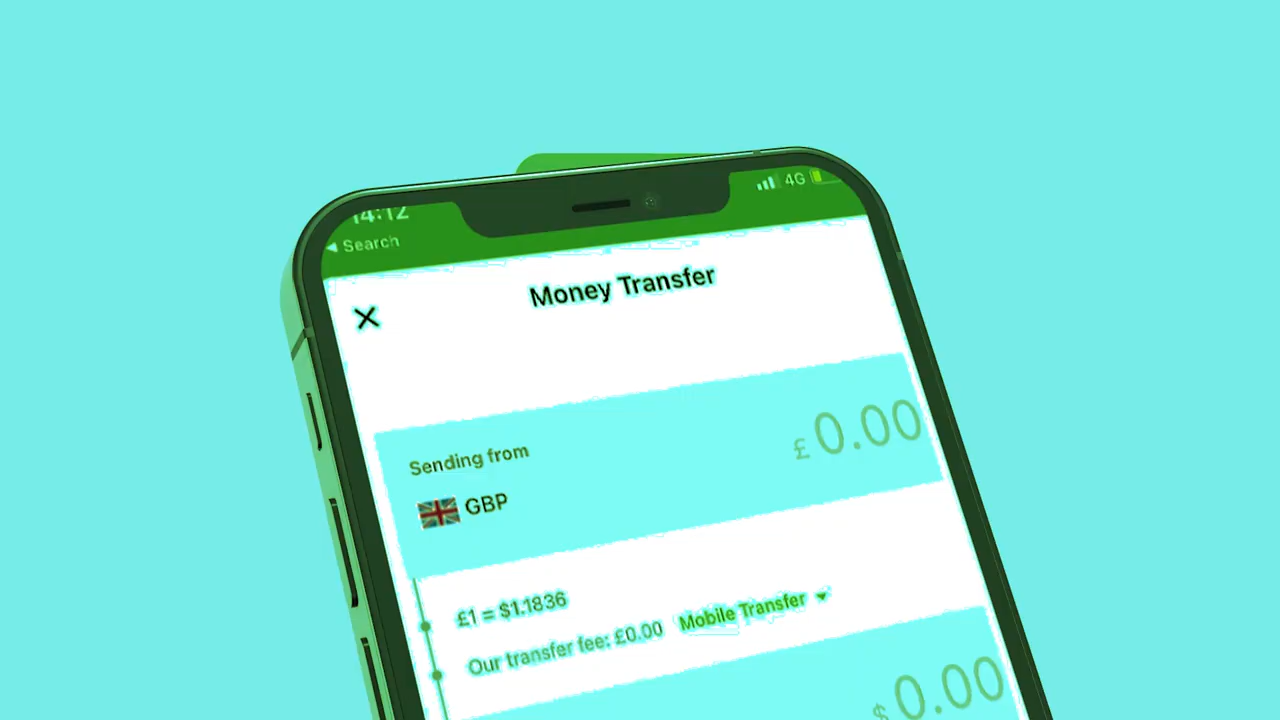 14:12
4G
◀ Search
Money Transfer
Sending from
£ 0.00
GBP
£1 = $1.1836
Our transfer fee: £0.00 Mobile Transfer
$ 0.00